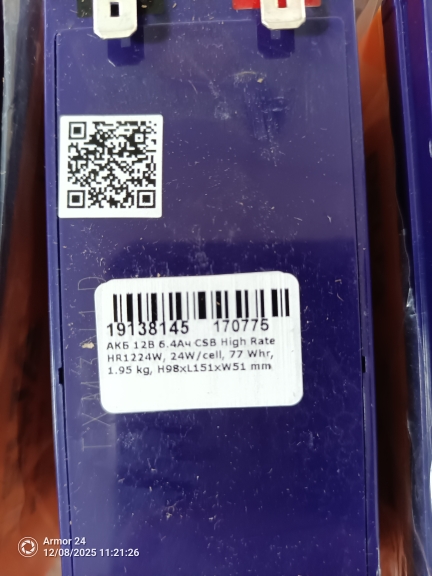 19138145 170775
АКБ 12В 6.4Ач CSB High Rate
HR1224W, 24W/cell, 77 Whr,
1.95 kg, H98xL151xW51 mm
Armor 24
12/08/2025 11:21:26